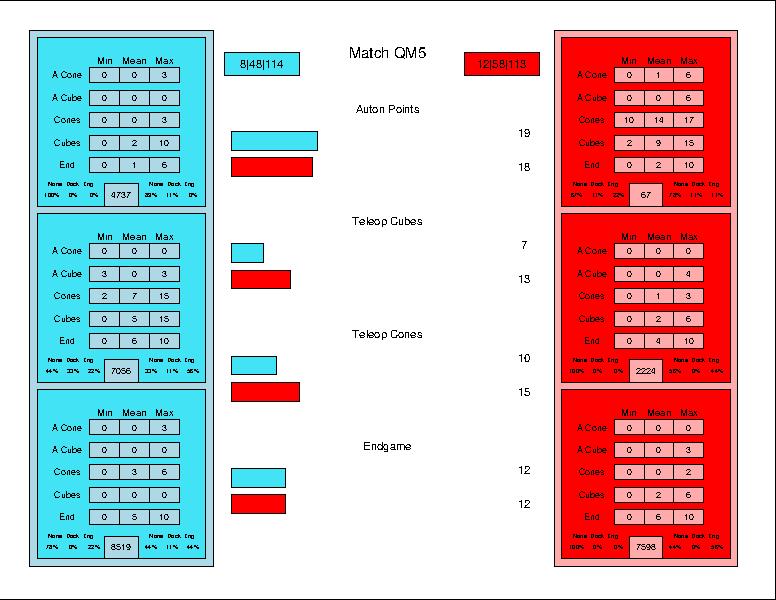 Match QM5
8|48|114
12|58|113
Min Mean Max
A Cone 0 0 3
A Cube 0 0 0
Cones 0 0 3
Cubes 0 2 10
End 0 1 6
None Dock Eng None Dock Eng
100% 0% 0% 4737 89% 11% 0%
Min Mean Max
A Cone 0 0 0
A Cube 3 0 3
Cones 2 7 15
Cubes 0 5 15
End 0 6 10
None Dock Eng None Dock Eng
44% 33% 22% 7056 33% 11% 56%
Min Mean Max
A Cone 0 0 3
A Cube 0 0 0
Cones 0 3 6
Cubes 0 0 0
End 0 5 10
None Dock Eng None Dock Eng
78% 0% 22% 8519 44% 11% 44%
Auton Points
19
18
Teleop Cubes
7
13
Teleop Cones
10
15
Endgame
12
12
Min Mean Max
A Cone 0 1 6
A Cube 0 0 6
Cones 10 14 17
Cubes 2 9 15
End 0 2 10
None Dock Eng None Dock Eng
67% 11% 22% 67 78% 11% 11%
Min Mean Max
A Cone 0 0 0
A Cube 0 0 4
Cones 0 1 3
Cubes 0 2 6
End 0 4 10
None Dock Eng None Dock Eng
100% 0% 0% 2224 56% 0% 44%
Min Mean Max
A Cone 0 0 0
A Cube 0 0 3
Cones 0 0 2
Cubes 0 2 6
End 0 6 10
None Dock Eng None Dock Eng
100% 0% 0% 7598 44% 0% 56%